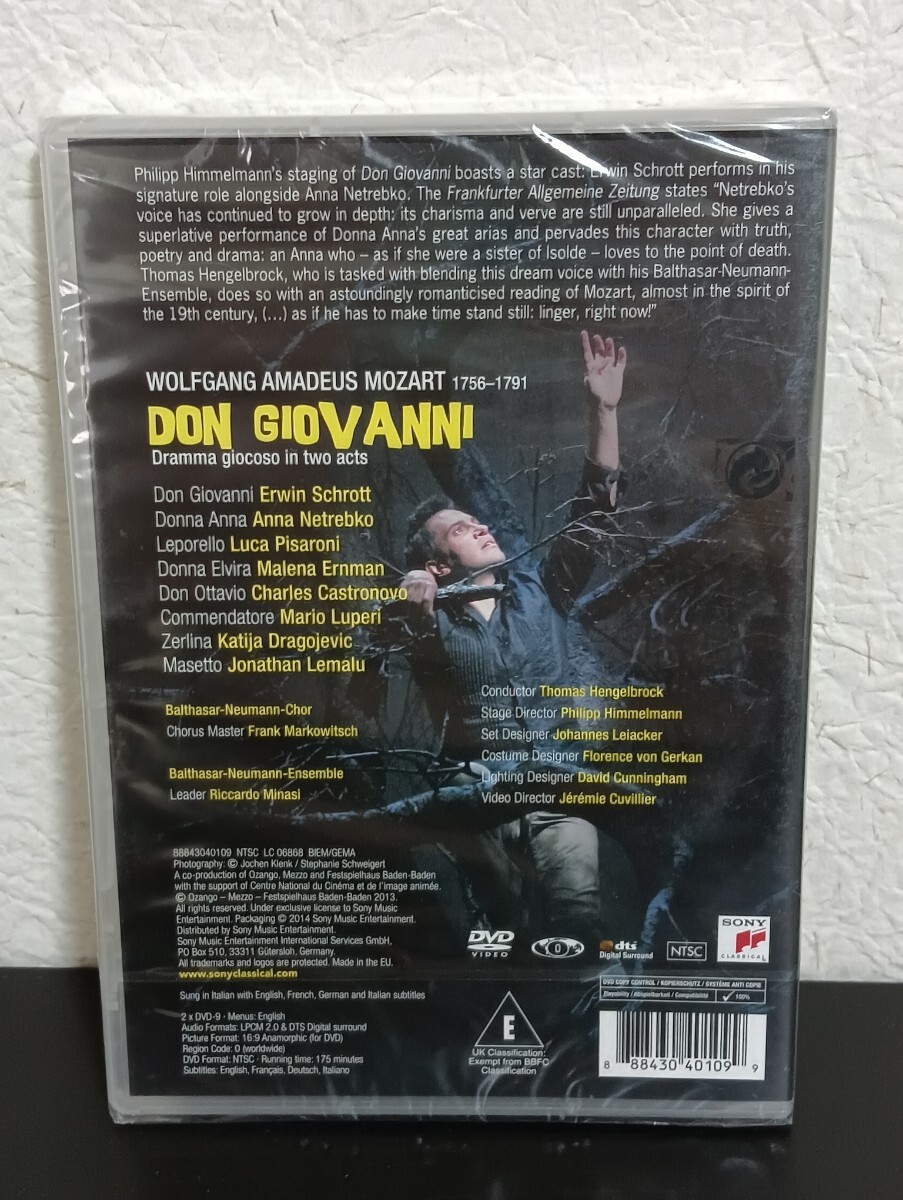 Philipp Himmelmann's staging of Don Giovanni boasts a star cast: Erwin Schrott performs in his
signature role alongside Anna Netrebko. The Frankfurter Allgemeine Zeitung states "Netrebko's
voice has continued to grow in depth: its charisma and verve are still unparalleled. She gives a
superlative performance of Donna Anna's great arias and pervades this character with truth,
poetry and drama: an Anna who – as if she were a sister of Isolde – loves to the point of death.
Thomas Hengelbrock, who is tasked with blending this dream voice with his Balthasar-Neumann-
Ensemble, does so with an astoundingly romanticised reading of Mozart, almost in the spirit of
the 19th century, (...) as if he has to make time stand still: linger, right now!"
WOLFGANG AMADEUS MOZART 1756–1791
DON GIOVANNI
Dramma giocoso in two acts
Don Giovanni Erwin Schrott
Donna Anna Anna Netrebko
Leporello Luca Pisaroni
Donna Elvira Malena Ernman
Don Ottavio Charles Castronovo
Commendatore Mario Luperi
Zerlina Katija Dragojevic
Masetto Jonathan Lemalu
Balthasar-Neumann-Chor
Chorus Master Frank Markowitsch
Balthasar-Neumann-Ensemble
Leader Riccardo Minasi
Conductor Thomas Hengelbrock
Stage Director Philipp Himmelmann
Set Designer Johannes Leiacker
Costume Designer Florence von Gerkan
Lighting Designer David Cunningham
Video Director Jérémie Cuvillier
88843040109 NTSC LC 06868 BIEM/GEMA
Photography: © Jochen Klenk / Stephanie Schweigert
A co-production of Ozango, Mezzo and Festspielhaus Baden-Baden
with the support of Centre National du Cinéma et de l'image animée.
© Ozango – Mezzo – Festspielhaus Baden-Baden 2013.
All rights reserved. Under exclusive license to Sony Music
Entertainment. Packaging © 2014 Sony Music Entertainment.
Distributed by Sony Music Entertainment.
Sony Music Entertainment International Services GmbH,
PO Box 510, 33311 Gütersloh, Germany.
All trademarks and logos are protected. Made in the EU.
www.sonyclassical.com
DVD VIDEO
0
dts Digital Surround
NTSC
SONY CLASSICAL
Sung in Italian with English, French, German and Italian subtitles
2 x DVD-9 · Menus: English
Audio Formats: LPCM 2.0 & DTS Digital surround
Picture Format: 16:9 Anamorphic (for DVD)
Region Code: 0 (worldwide)
DVD Format: NTSC · Running time: 175 minutes
Subtitles: English, Français, Deutsch, Italiano
E
UK Classification:
Exempt from BBFC
Classification
DVD COPY CONTROL / KOPIERSCHUTZ / SYSTÈME ANTI COPIE
Playability / Abspielbarkeit / Compatibilité ✓ 100%
8 88430 40109 9